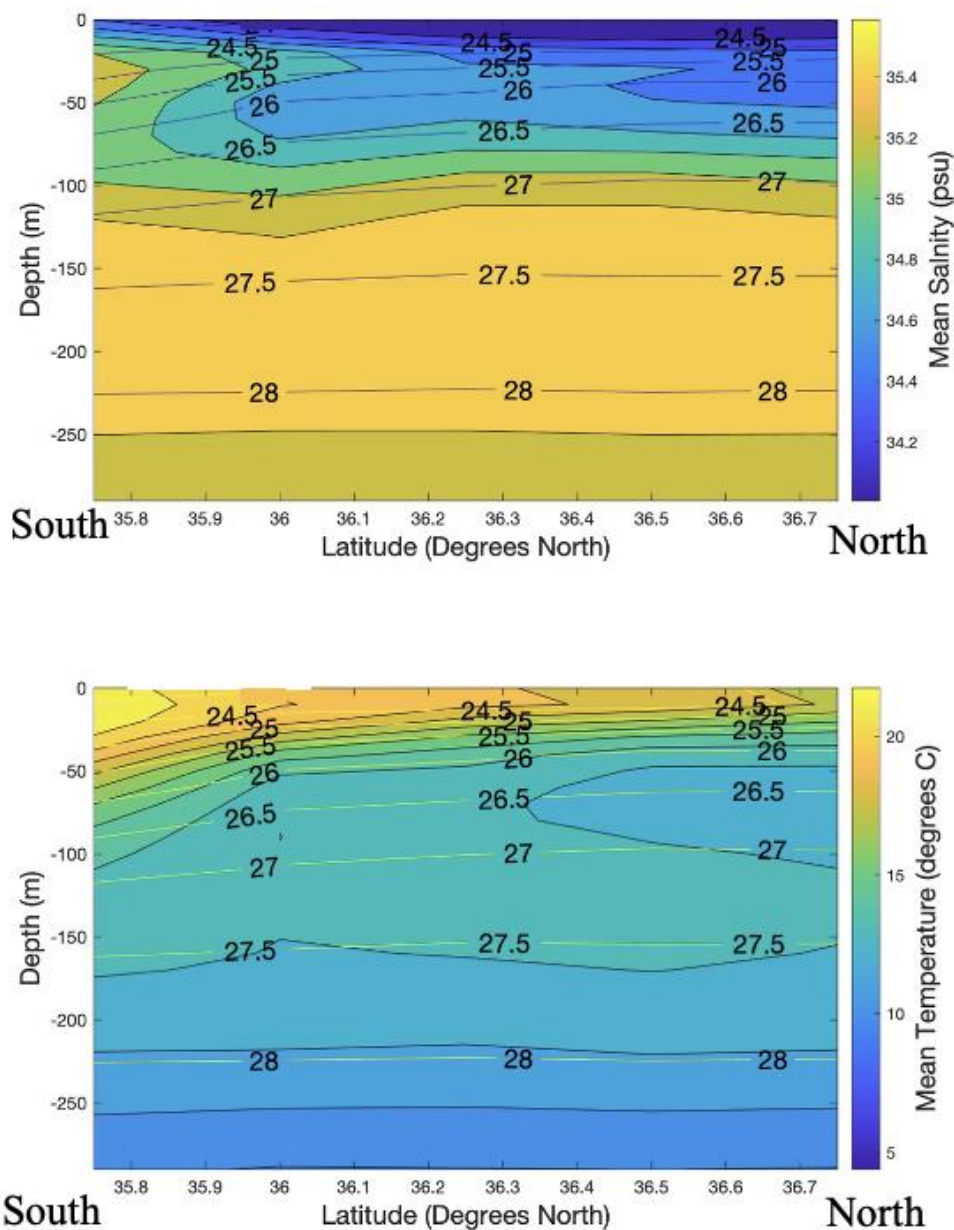 0
-50
-100
-150
-200
-250
Depth (m)
24.5 24.5 24.5
25 25 25
25.5 25.5 25.5
26 26 26
26.5 26.5
27 27 27
27.5 27.5 27.5
28 28 28
35.4
35.2
35
34.8
34.6
34.4
34.2
Mean Salinity (psu)
South 35.8 35.9 36 36.1 36.2 36.3 36.4 36.5 36.6 36.7 North
Latitude (Degrees North)
0
-50
-100
-150
-200
-250
Depth (m)
24.5 24.5 24.5
25 25 25
25.5 25.5 25.5
26 26 26
26.5 26.5 26.5
27 27 27
27.5 27.5 27.5
28 28 28
20
15
10
5
Mean Temperature (degrees C)
South 35.8 35.9 36 36.1 36.2 36.3 36.4 36.5 36.6 36.7 North
Latitude (Degrees North)